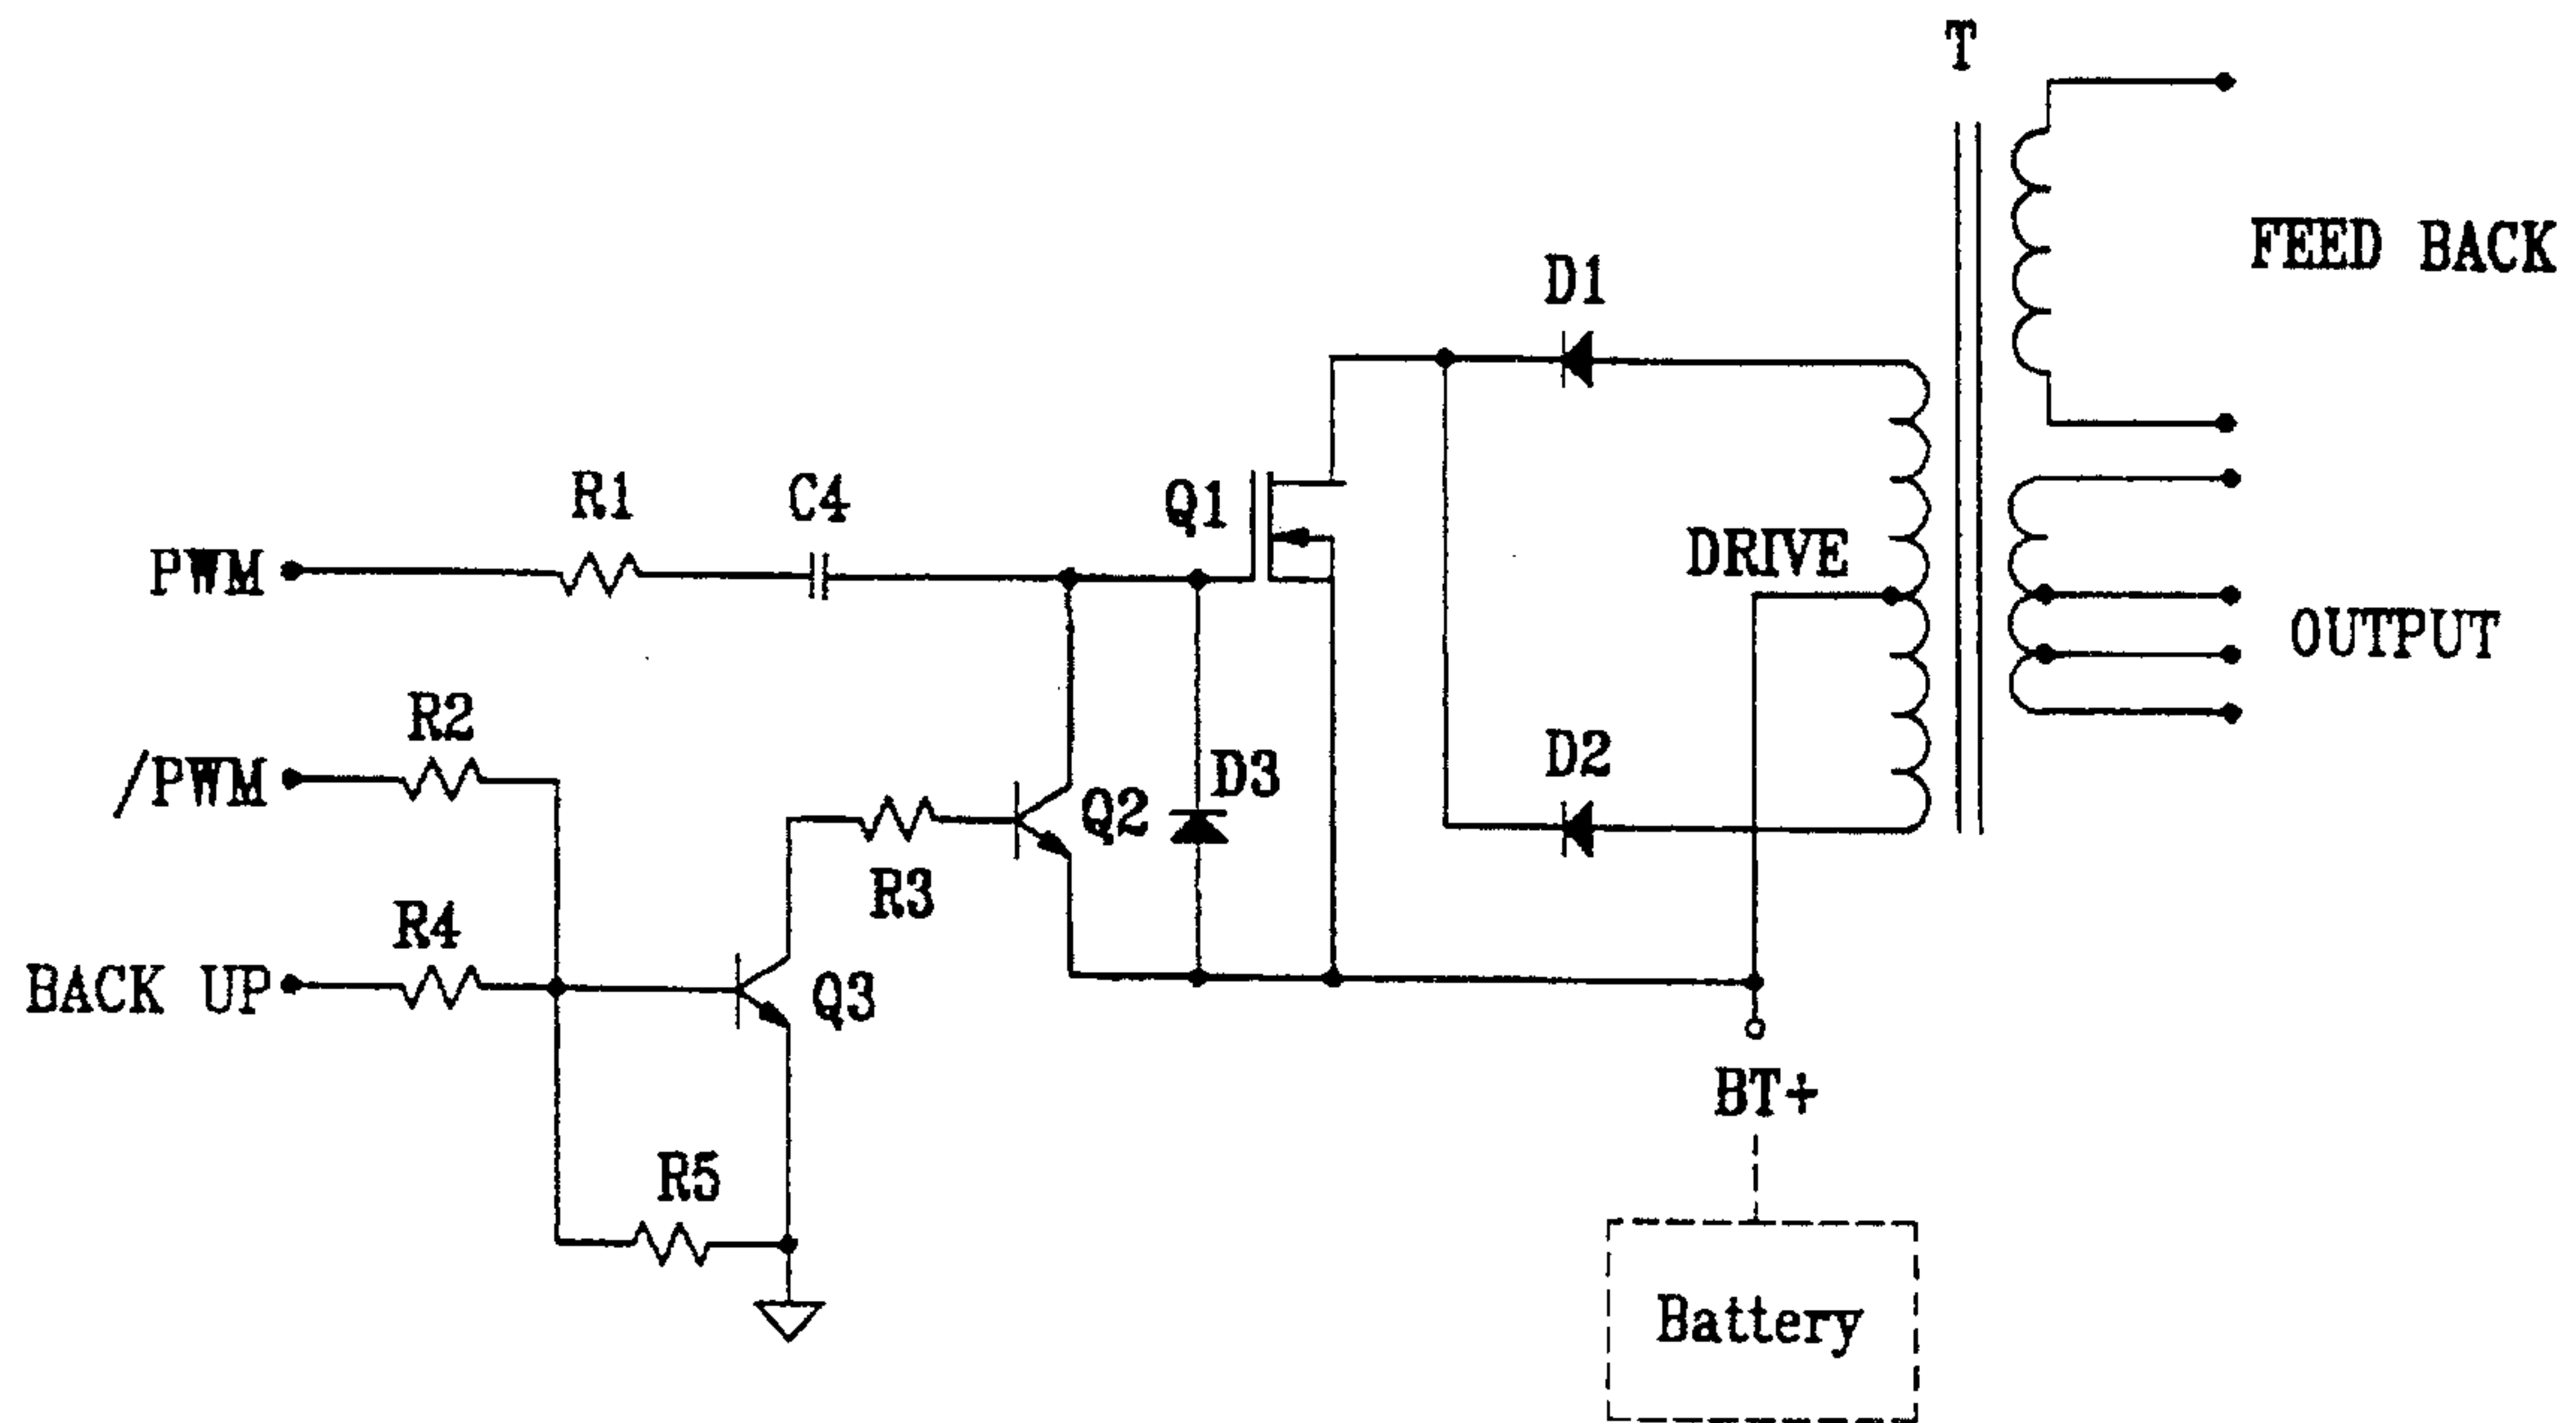 T
FEED BACK
D1
R1
C4
Q1
PWM
DRIVE
OUTPUT
R2
/PWM
D2
D3
Q2
R3
R4
BACK UP
Q3
BT+
R5
Battery